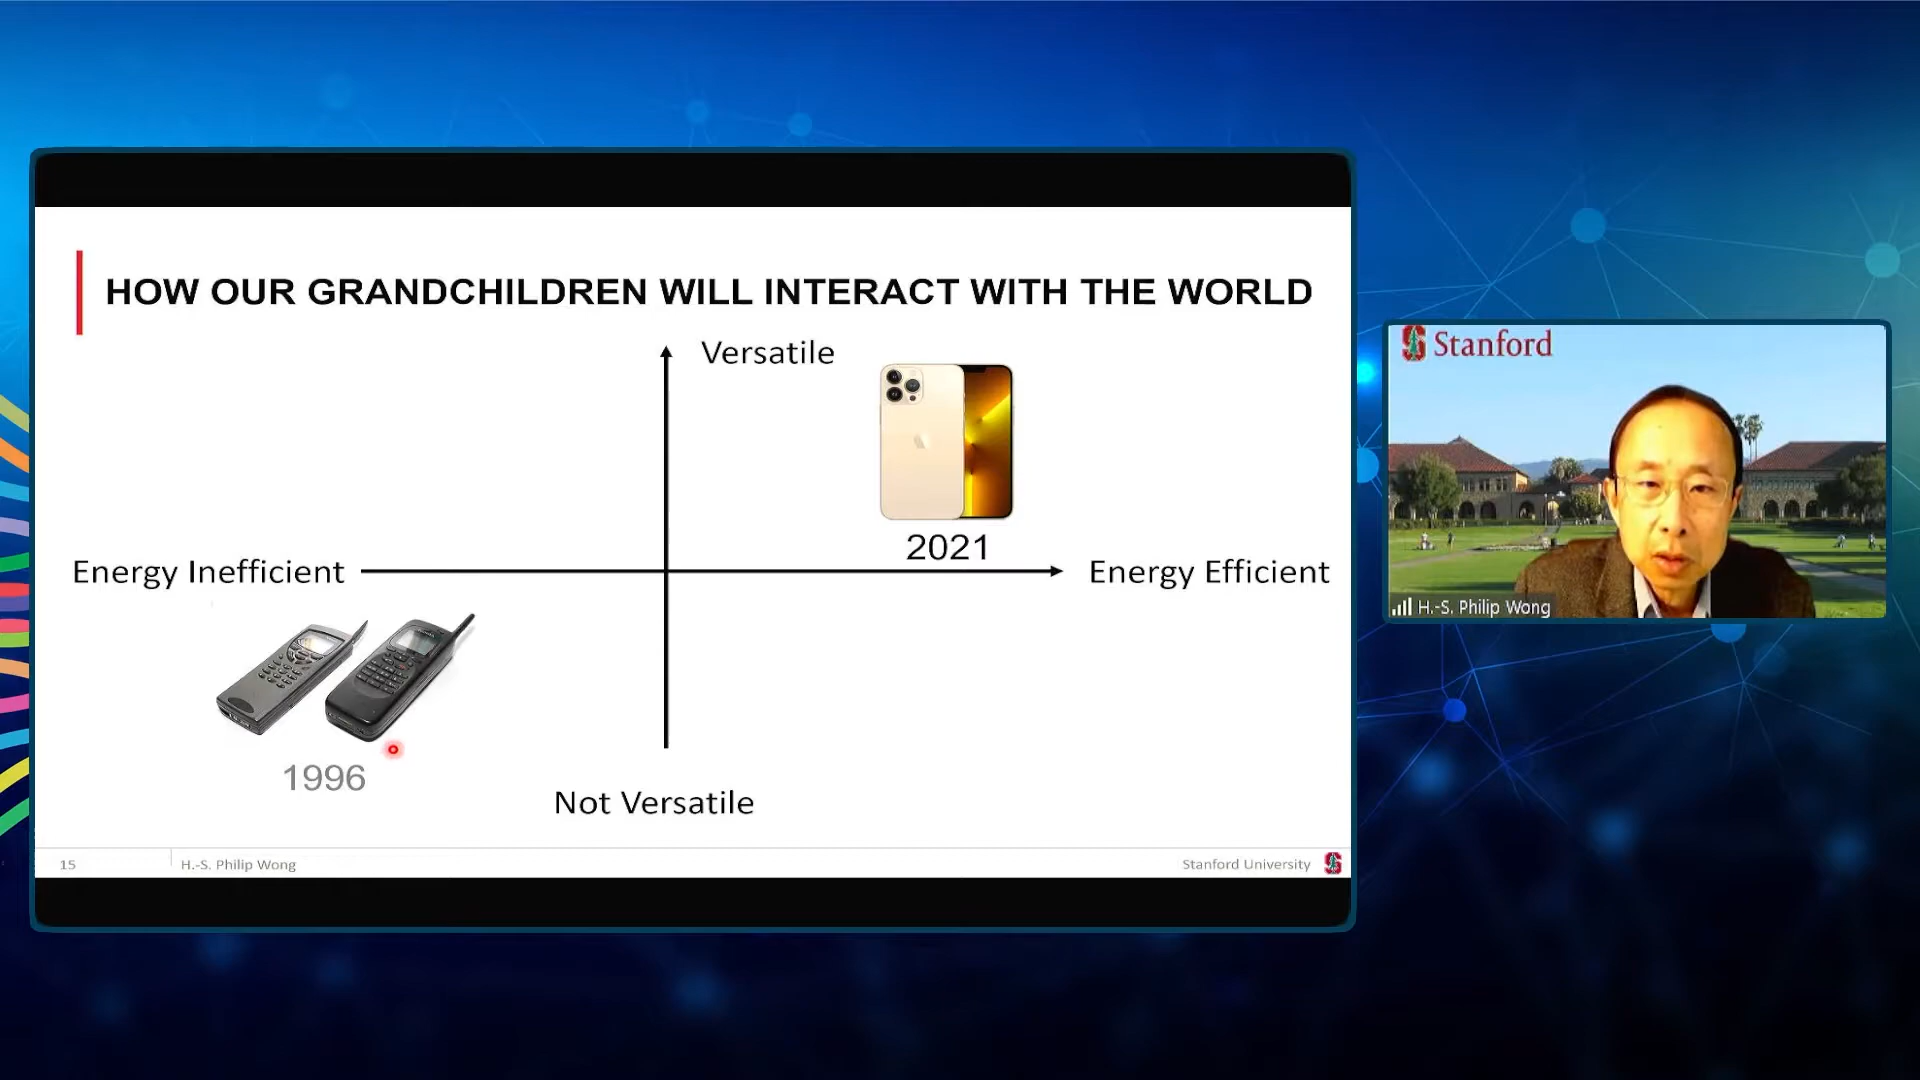 HOW OUR GRANDCHILDREN WILL INTERACT WITH THE WORLD
Versatile
2021
Energy Inefficient
Energy Efficient
1996
Not Versatile
15
H.-S. Philip Wong
Stanford University
Stanford
H.-S. Philip Wong